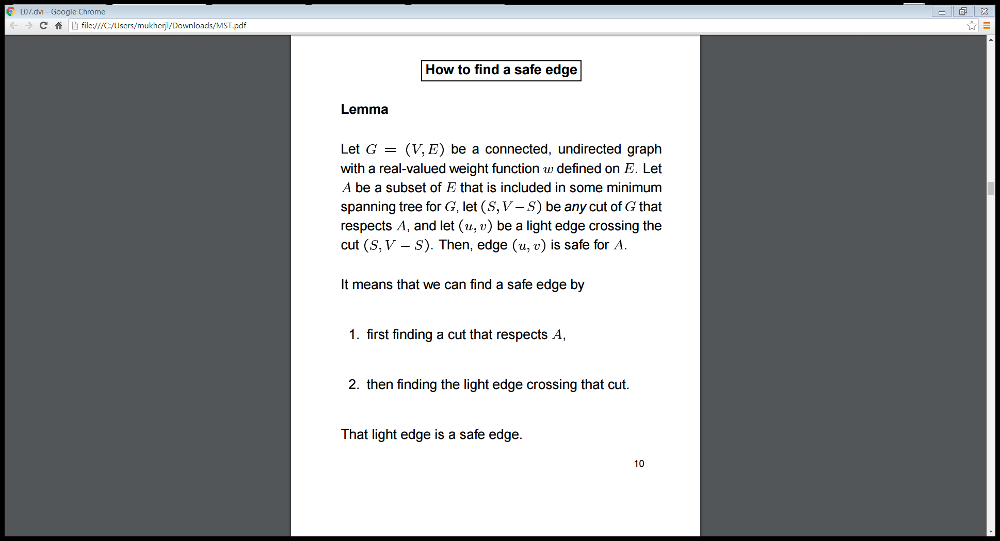 L07.dvi - Google Chrome
file:///C:/Users/mukherjl/Downloads/MST.pdf
How to find a safe edge
Lemma
Let G = (V, E) be a connected, undirected graph
with a real-valued weight function w defined on E. Let
A be a subset of E that is included in some minimum
spanning tree for G, let (S, V − S) be any cut of G that
respects A, and let (u, v) be a light edge crossing the
cut (S, V − S). Then, edge (u, v) is safe for A.
It means that we can find a safe edge by
1. first finding a cut that respects A,
2. then finding the light edge crossing that cut.
That light edge is a safe edge.
10